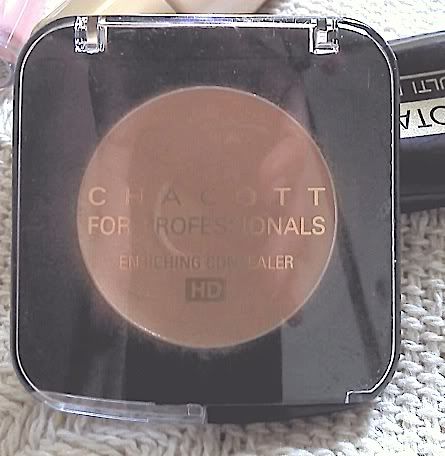 CHACOTT
FOR PROFESSIONALS
ENRICHING CONCEALER
HD